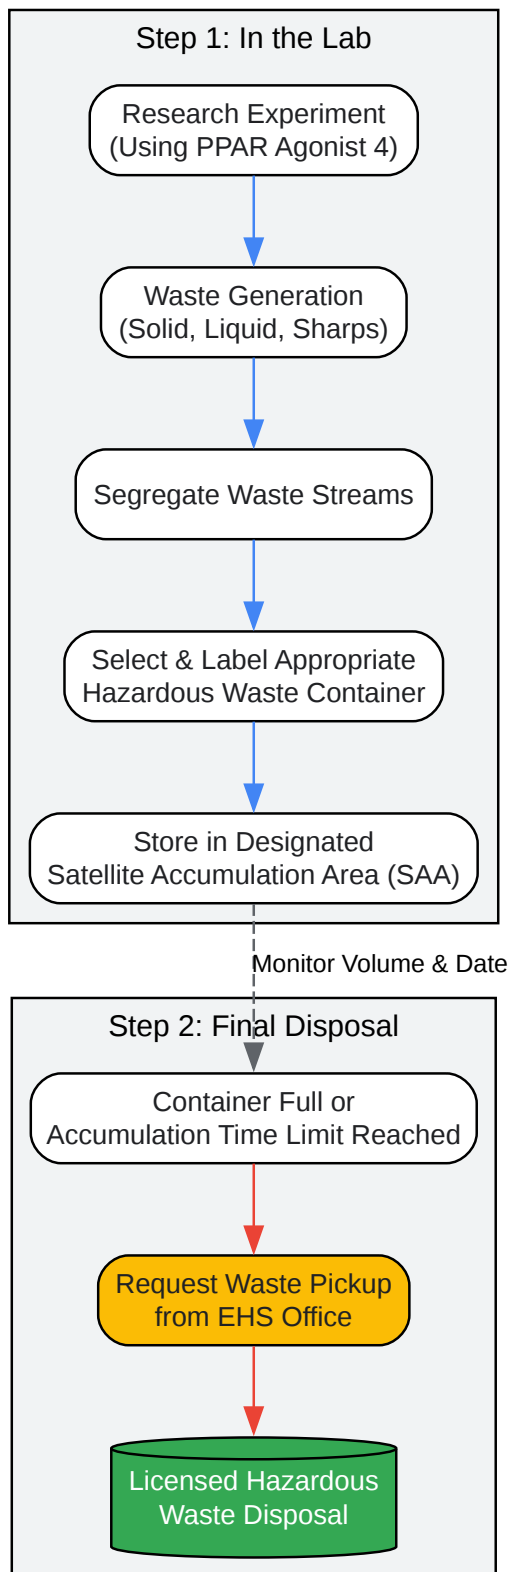 Step 1: In the Lab
Research Experiment
(Using PPAR Agonist 4)
Waste Generation
(Solid, Liquid, Sharps)
Segregate Waste Streams
Select & Label Appropriate
Hazardous Waste Container
Store in Designated
Satellite Accumulation Area (SAA)
Monitor Volume & Date
Step 2: Final Disposal
Container Full or
Accumulation Time Limit Reached
Request Waste Pickup
from EHS Office
Licensed Hazardous
Waste Disposal